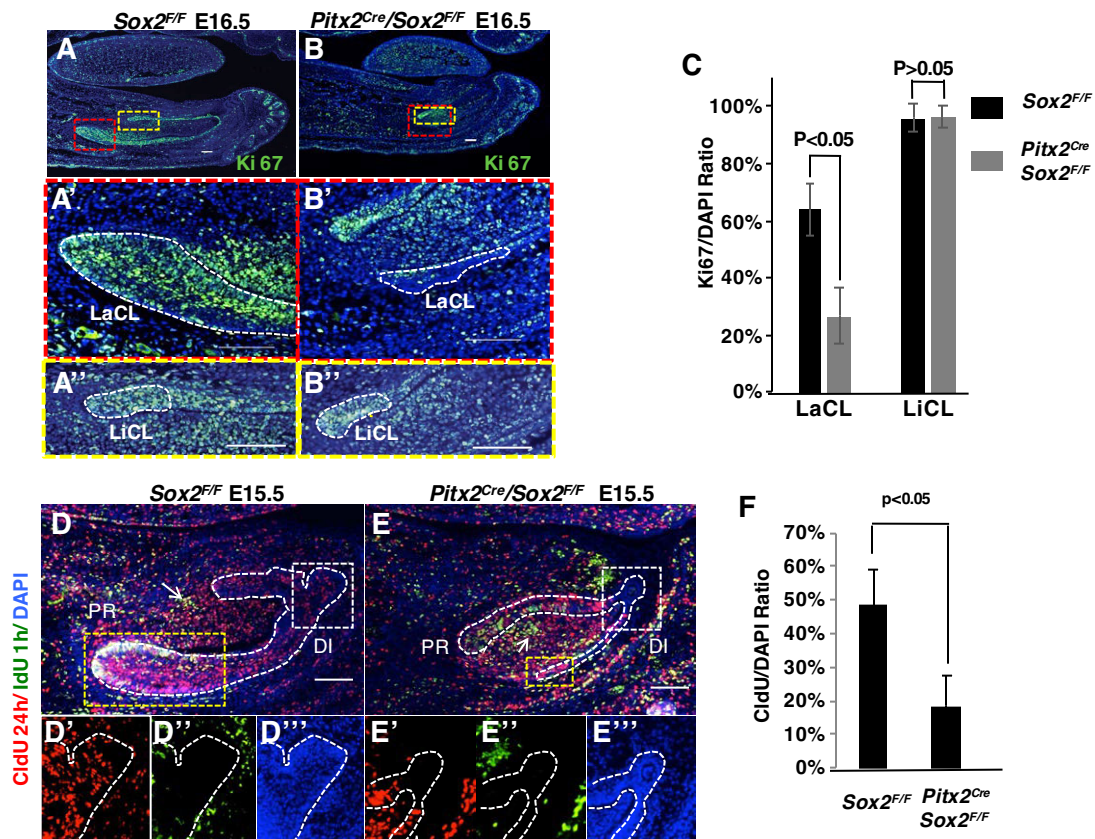 Sox2F/F E16.5
Pitx2Cre/Sox2F/F E16.5
A
Ki 67
B
Ki 67
A'
LaCL
B'
LaCL
A''
LiCL
B''
LiCL
C
P<0.05
P>0.05
Sox2F/F
Pitx2Cre
Sox2F/F
Ki67/DAPI Ratio
100%
80%
60%
40%
20%
0%
LaCL
LiCL
Sox2F/F E15.5
Pitx2Cre/Sox2F/F E15.5
CldU 24h/ IdU 1h/ DAPI
D
PR
DI
E
PR
DI
D'
D''
D'''
E'
E''
E'''
F
p<0.05
CldU/DAPI Ratio
70%
60%
50%
40%
30%
20%
10%
0%
Sox2F/F
Pitx2Cre
Sox2F/F